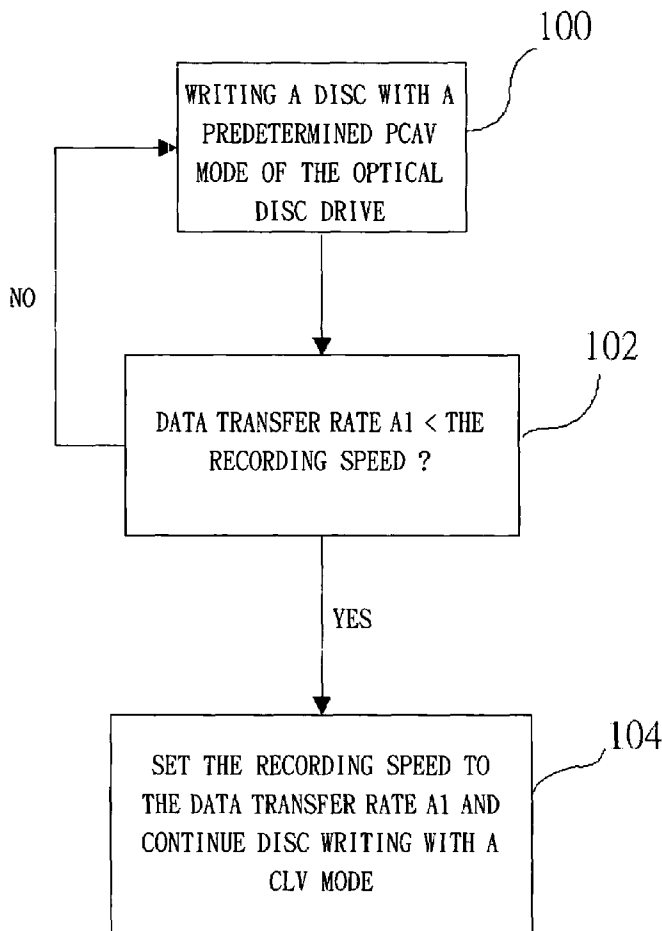 100
WRITING A DISC WITH A
PREDETERMINED PCAV
MODE OF THE OPTICAL
DISC DRIVE
NO
102
DATA TRANSFER RATE A1 < THE
RECORDING SPEED ?
YES
104
SET THE RECORDING SPEED TO
THE DATA TRANSFER RATE A1 AND
CONTINUE DISC WRITING WITH A
CLV MODE